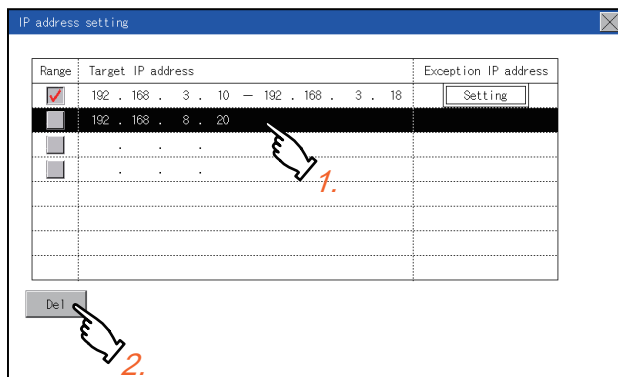 IP address setting
Range Target IP address Exception IP address
192 . 168 . 3 . 10 — 192 . 168 . 3 . 18 Setting
192 . 168 . 8 . 20
. . .
. . .
1.
Del
2.